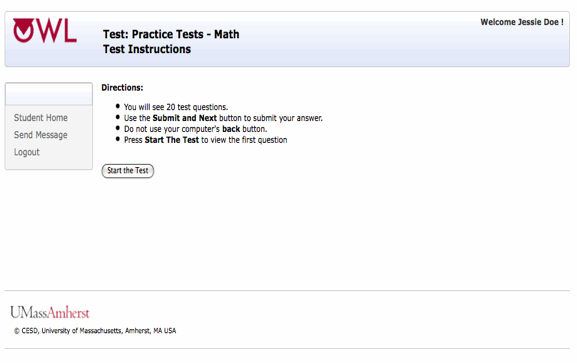 OWL
Welcome Jessie Doe !
Test: Practice Tests - Math
Test Instructions
Student Home
Send Message
Logout
Directions:
You will see 20 test questions.
Use the Submit and Next button to submit your answer.
Do not use your computer's back button.
Press Start The Test to view the first question
Start the Test
UMassAmherst
© CESD, University of Massachusetts, Amherst, MA USA